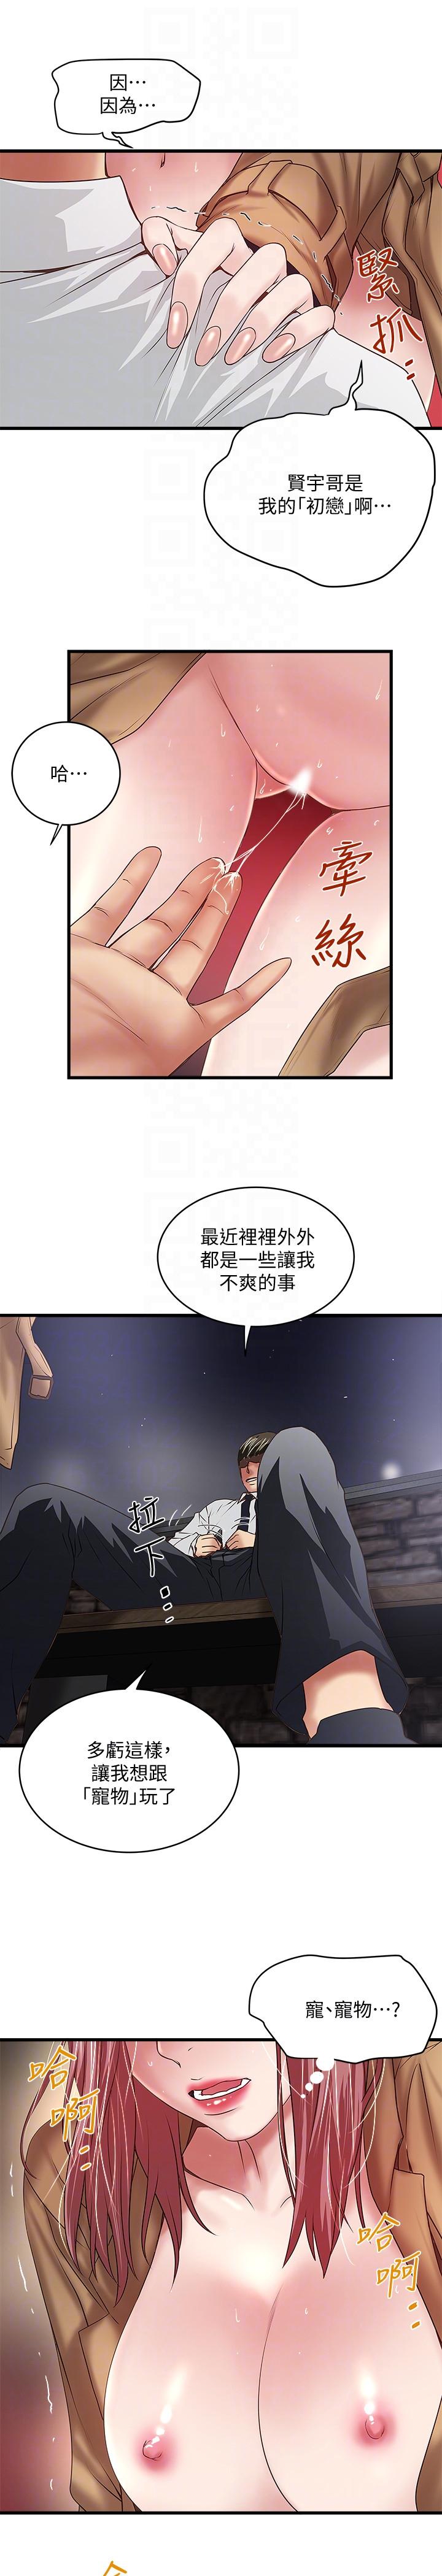 因…
因為…
緊
抓
賢宇哥是
我的「初戀」啊…
哈…
牽
絲
最近裡裡外外
都是一些讓我
不爽的事
拉
下
多虧這樣，
讓我想跟
「寵物」玩了
寵、寵物…?
哈
啊
哈
啊